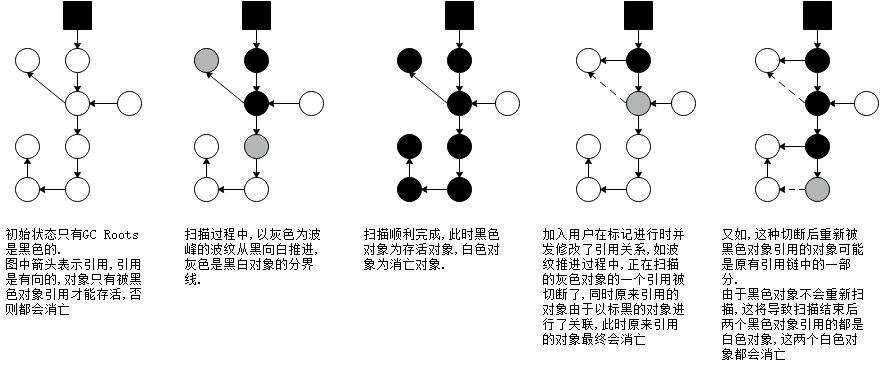 初始状态只有GC Roots
是黑色的.
图中箭头表示引用,引用
是有向的,对象只有被黑
色对象引用才能存活,否
则都会消亡
扫描过程中,以灰色为波
峰的波纹从黑向白推进,
灰色是黑白对象的分界
线.
扫描顺利完成,此时黑色
对象为存活对象,白色对
象为消亡对象.
加入用户在标记进行时并
发修改了引用关系,如波
纹推进过程中,正在扫描
的灰色对象的一个引用被
切断了,同时原来引用的
对象由于以标黑的对象进
行了关联,此时原来引用
的对象最终会消亡
又如,这种切断后重新被
黑色对象引用的对象可能
是原有引用链中的一部
分.
由于黑色对象不会重新扫
描,这将导致扫描结束后
两个黑色对象引用的都是
白色对象,这两个白色对
象都会消亡